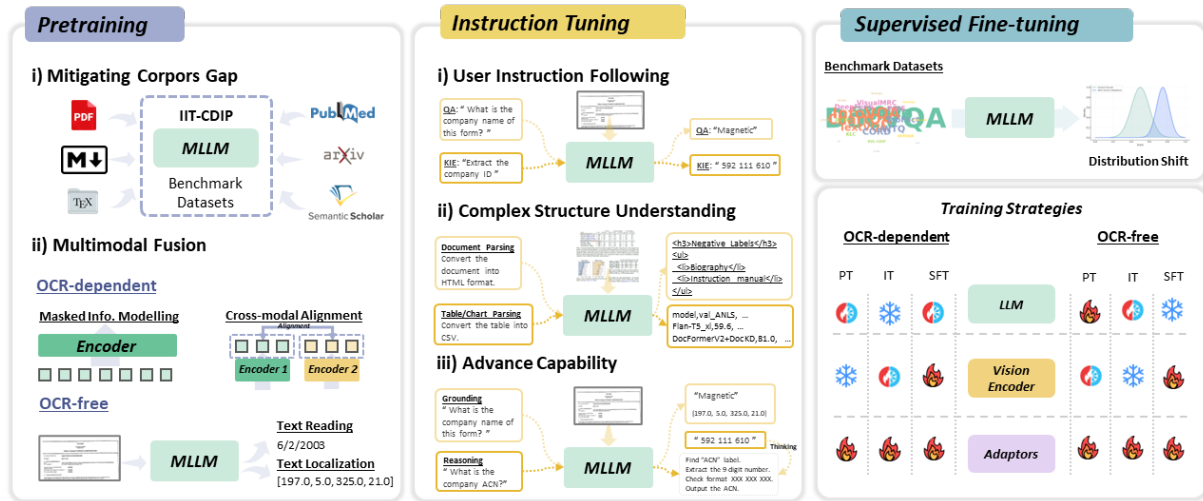 Pretraining
i) Mitigating Corpors Gap
PDF
IIT-CDIP
PubMed
MLLM
M
arXiv
Benchmark
Datasets
TEX
Semantic Scholar
ii) Multimodal Fusion
OCR-dependent
Masked Info. Modelling
Cross-modal Alignment
Alignment
Encoder
Encoder 1
Encoder 2
OCR-free
MLLM
Text Reading
6/2/2003
Text Localization
[197.0, 5.0, 325.0, 21.0]
Instruction Tuning
i) User Instruction Following
QA: “ What is the
company name of
this form? ”
KIE: “Extract the
company ID ”
MLLM
QA: “Magnetic”
KIE: “ 592 111 610 ”
ii) Complex Structure Understanding
Document Parsing
Convert the
document into
HTML format.
Table/Chart Parsing
Convert the table into
CSV.
MLLM
<h3>Negative Labels</h3>
<ul>
<li>Biography</li>
<li>Instruction manual</li>
</ul>
model,val_ANLS, ...
Flan-T5_xl,59.6, ...
DocFormerV2+DocKD,81.0, ...
iii) Advance Capability
Grounding
“ What is the
company name of
this form? ”
Reasoning
“ What is the
company ACN?”
MLLM
“Magnetic”
[197.0, 5.0, 325.0, 21.0]
“ 592 111 610 ”
Thinking
Find “ACN” label.
Extract the 9 digit number.
Check format XXX XXX XXX.
Output the ACN.
Supervised Fine-tuning
Benchmark Datasets
VisualMRC
MLLM
Distribution Shift
Training Strategies
OCR-dependent
OCR-free
PT IT SFT
PT IT SFT
LLM
Vision
Encoder
Adaptors